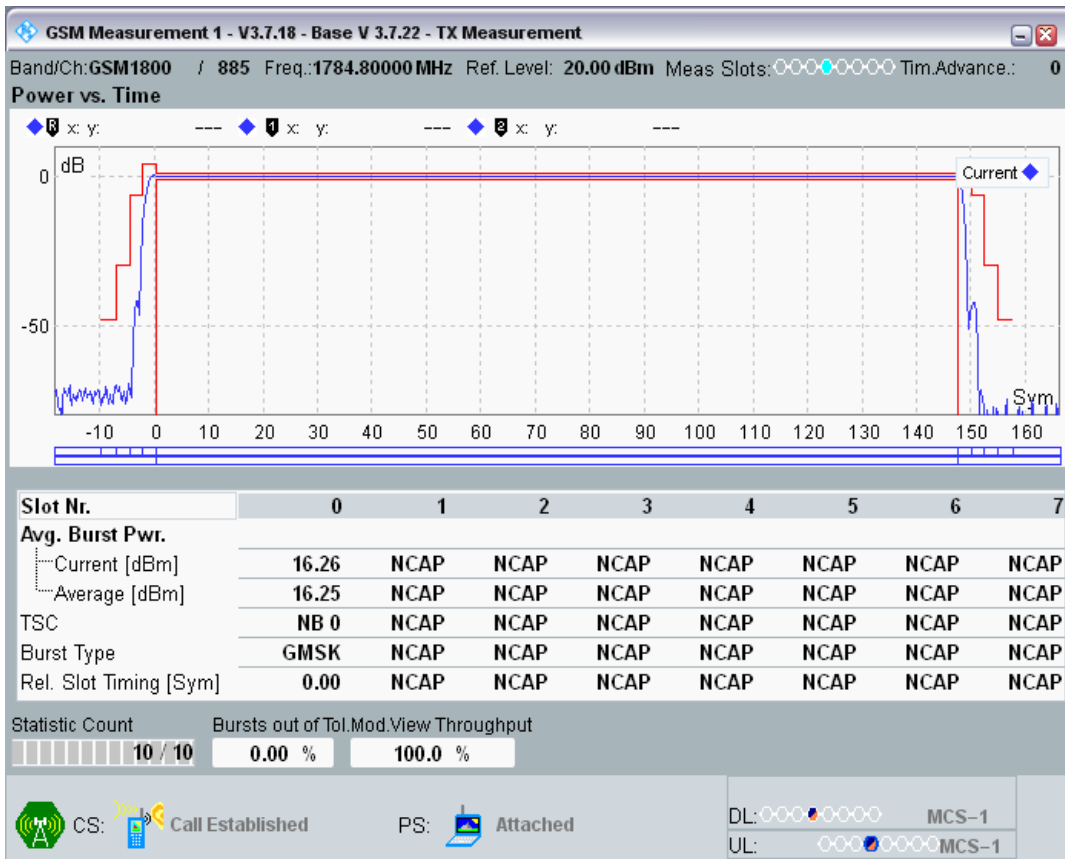 GSM Measurement 1 - V3.7.18 - Base V 3.7.22 - TX Measurement
Band/Ch:GSM1800 / 885 Freq.:1784.80000 MHz Ref. Level: 20.00 dBm Meas Slots: Tim.Advance.: 0
Power vs. Time
R x: y: --- 1 x: y: --- 2 x: y: ---
dB
Current
0
-50
Sym
-10 0 10 20 30 40 50 60 70 80 90 100 110 120 130 140 150 160
Slot Nr. 0 1 2 3 4 5 6 7
Avg. Burst Pwr.
Current [dBm] 16.26 NCAP NCAP NCAP NCAP NCAP NCAP NCAP
Average [dBm] 16.25 NCAP NCAP NCAP NCAP NCAP NCAP NCAP
TSC NB 0 NCAP NCAP NCAP NCAP NCAP NCAP NCAP
Burst Type GMSK NCAP NCAP NCAP NCAP NCAP NCAP NCAP
Rel. Slot Timing [Sym] 0.00 NCAP NCAP NCAP NCAP NCAP NCAP NCAP
Statistic Count Bursts out of Tol.Mod.View Throughput
10 / 10 0.00 % 100.0 %
CS: Call Established PS: Attached
DL: MCS-1
UL: MCS-1